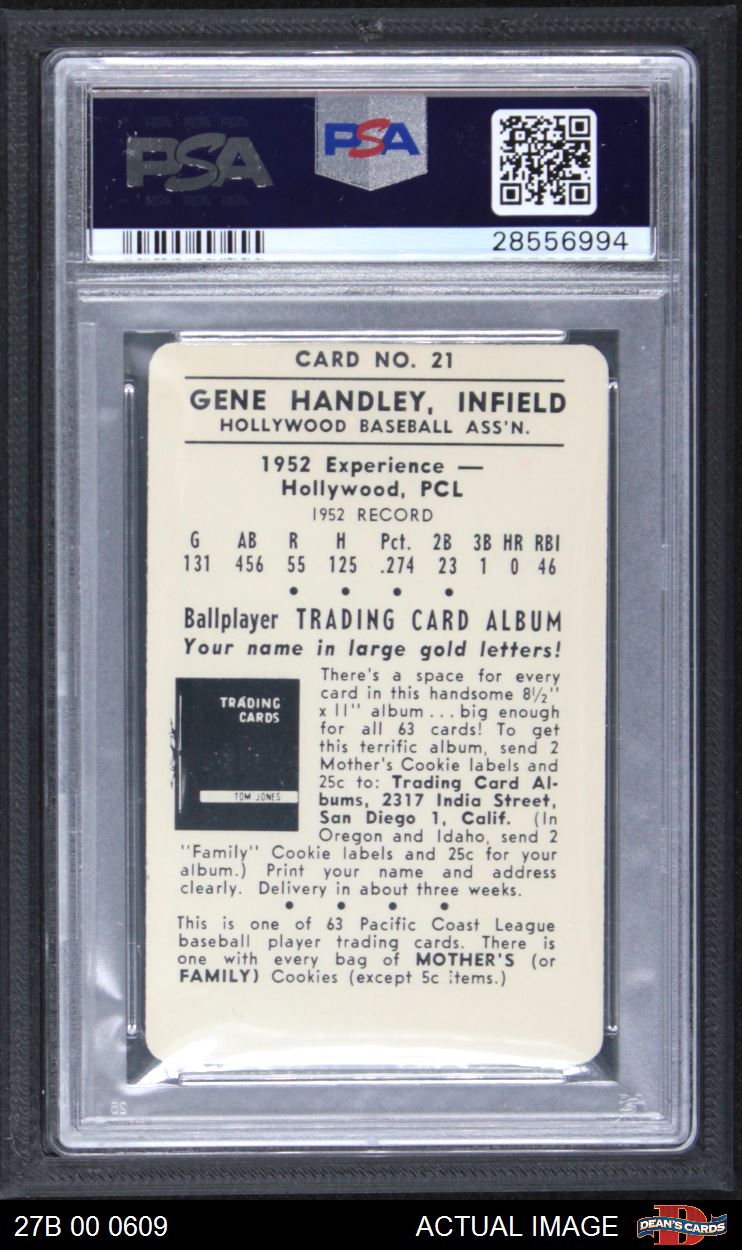 PSA
PSA
28556994
CARD NO. 21
GENE HANDLEY, INFIELD
HOLLYWOOD BASEBALL ASS'N.
1952 Experience —
Hollywood, PCL
1952 RECORD
G AB R H Pct. 2B 3B HR RBI
131 456 55 125 .274 23 1 0 46
• • • •
Ballplayer TRADING CARD ALBUM
Your name in large gold letters!
TRADING
CARDS
TOM JONES
There's a space for every
card in this handsome 8½"
x 11" album ... big enough
for all 63 cards! To get
this terrific album, send 2
Mother's Cookie labels and
25c to: Trading Card Al-
bums, 2317 India Street,
San Diego 1, Calif. (In
Oregon and Idaho, send 2
"Family" Cookie labels and 25c for your
album.) Print your name and address
clearly. Delivery in about three weeks.
• • • •
This is one of 63 Pacific Coast League
baseball player trading cards. There is
one with every bag of MOTHER'S (or
FAMILY) Cookies (except 5c items.)
27B 00 0609
ACTUAL IMAGE
DEAN'S CARDS